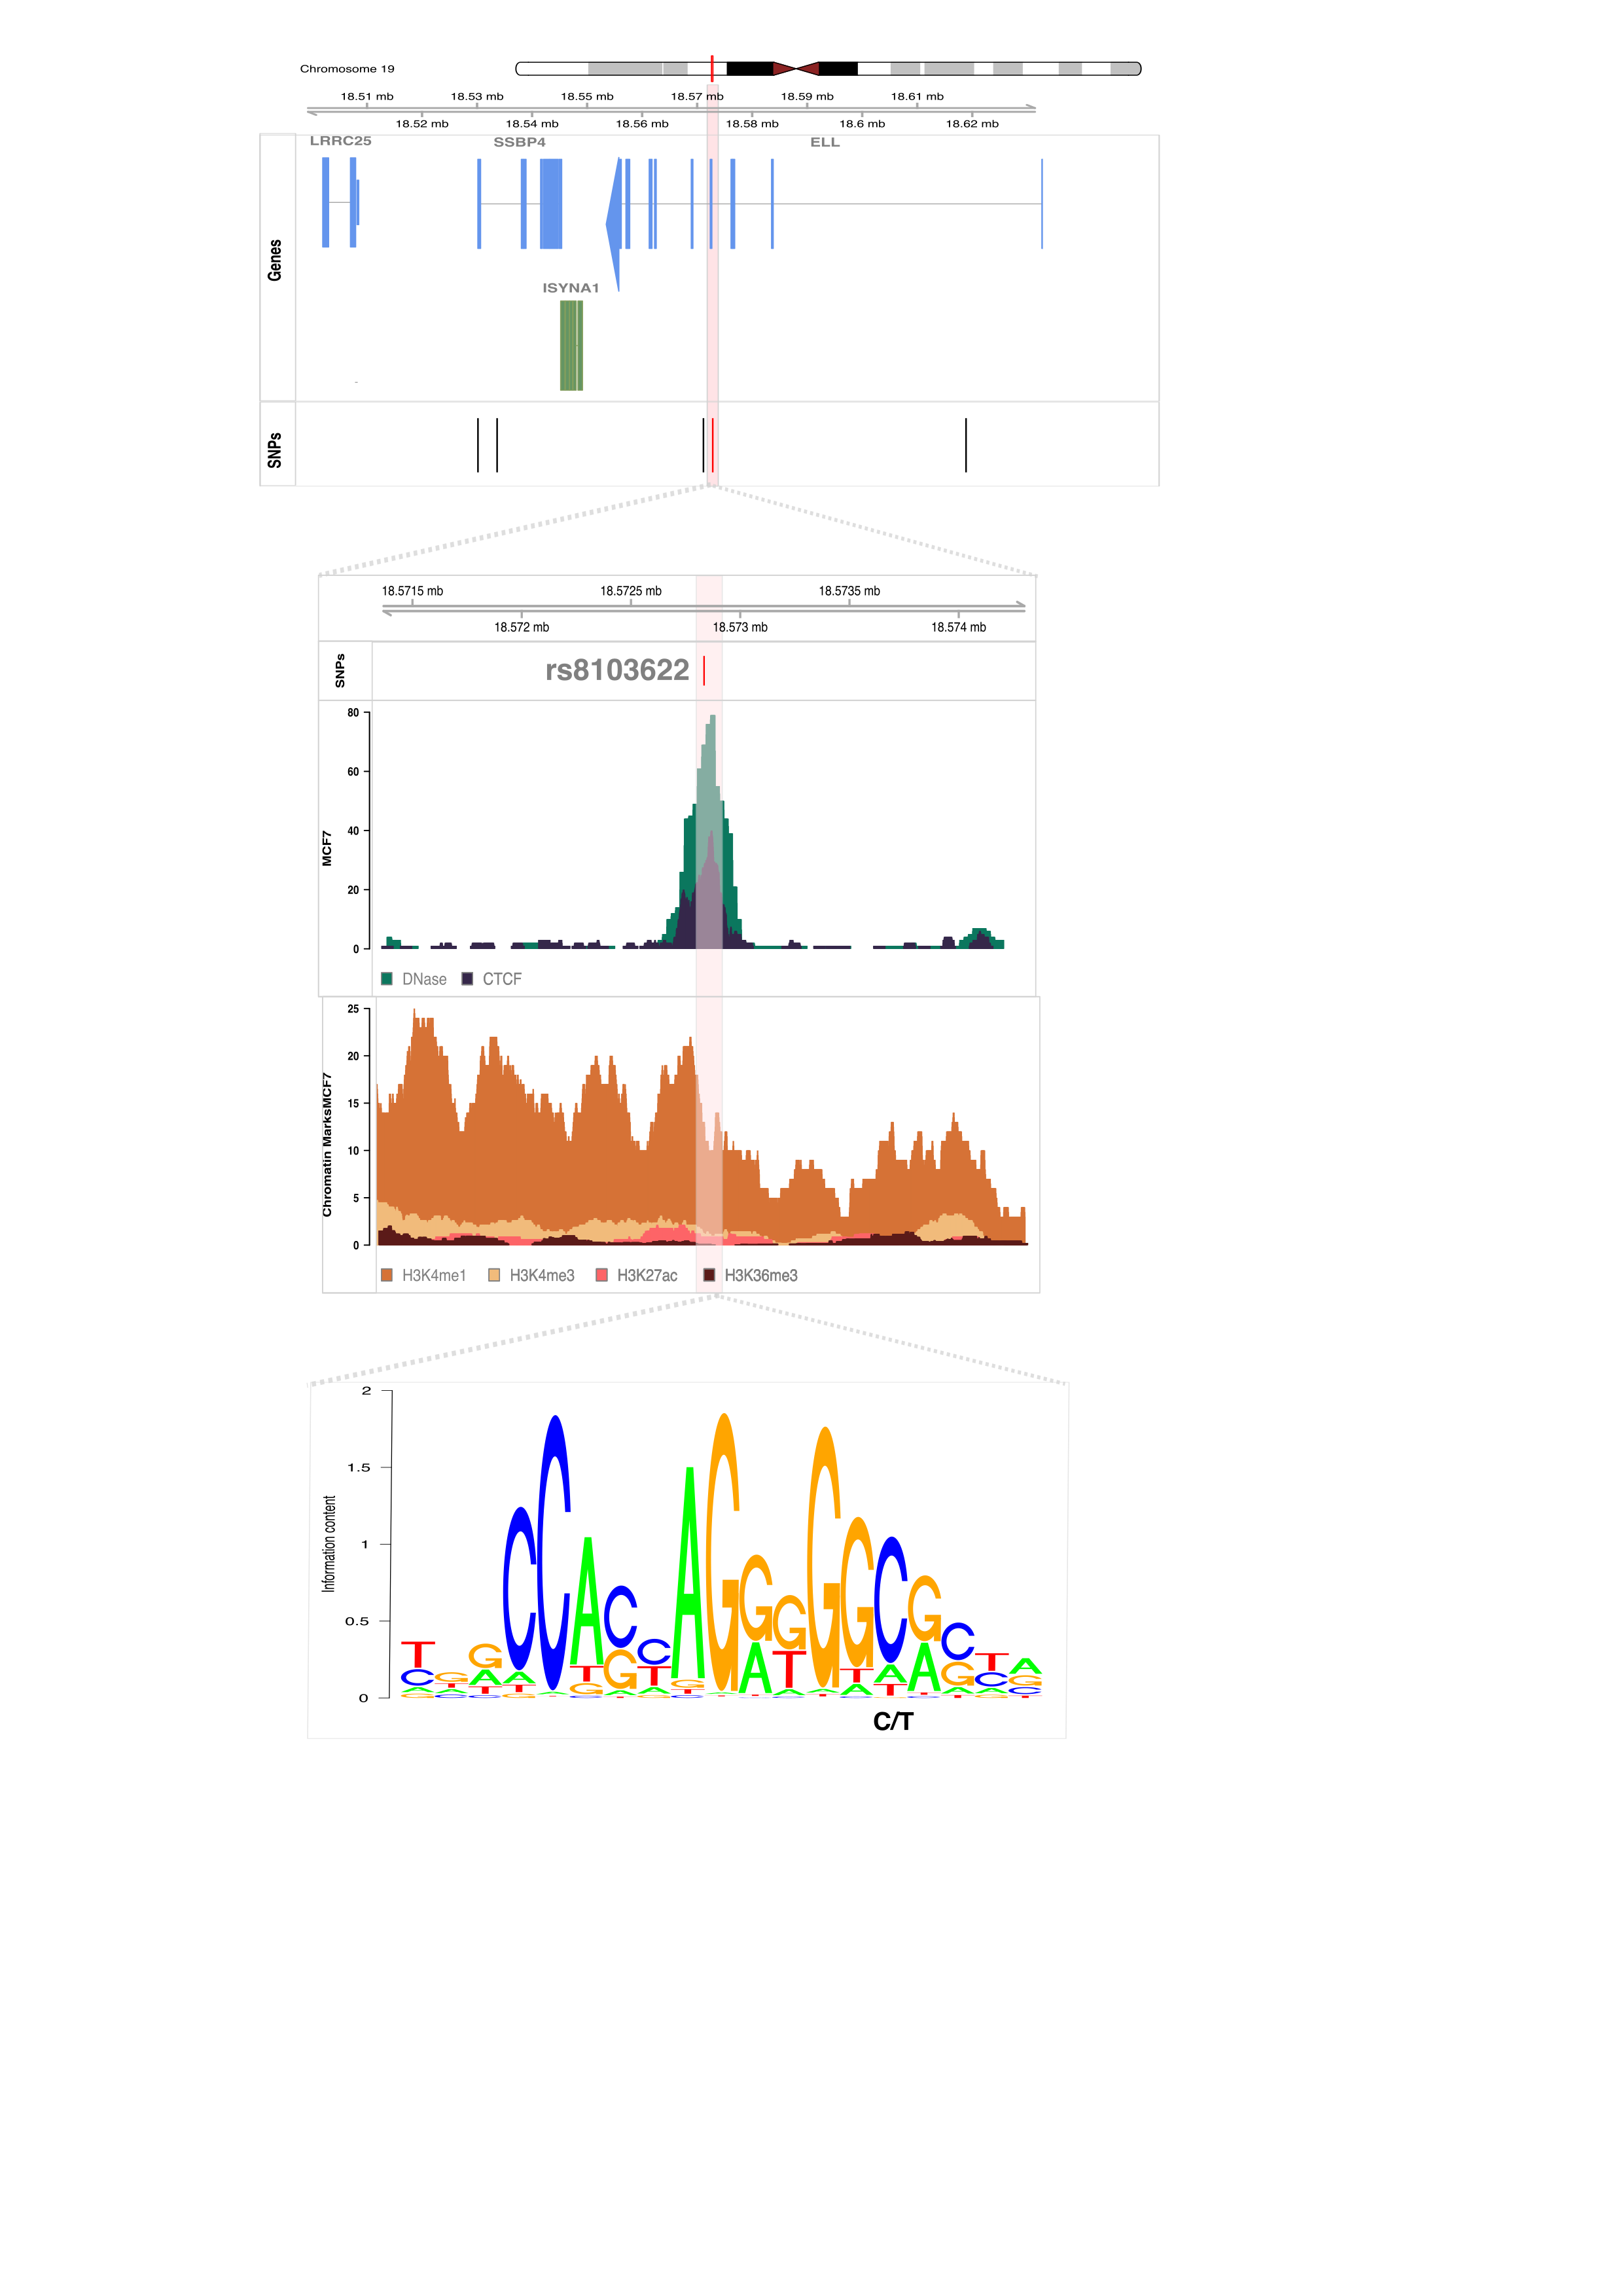 Chromosome 19
18.51 mb 18.53 mb 18.55 mb 18.57 mb 18.59 mb 18.61 mb
18.52 mb 18.54 mb 18.56 mb 18.58 mb 18.6 mb 18.62 mb
LRRC25 SSBP4 ELL
Genes
ISYNA1
SNPs
18.5715 mb 18.5725 mb 18.5735 mb
18.572 mb 18.573 mb 18.574 mb
SNPs
rs8103622
80
60
40
20
0
MCF7
DNase CTCF
25
20
15
10
5
0
Chromatin MarksMCF7
H3K4me1 H3K4me3 H3K27ac H3K36me3
2
1.5
1
0.5
0
Information content
C/T